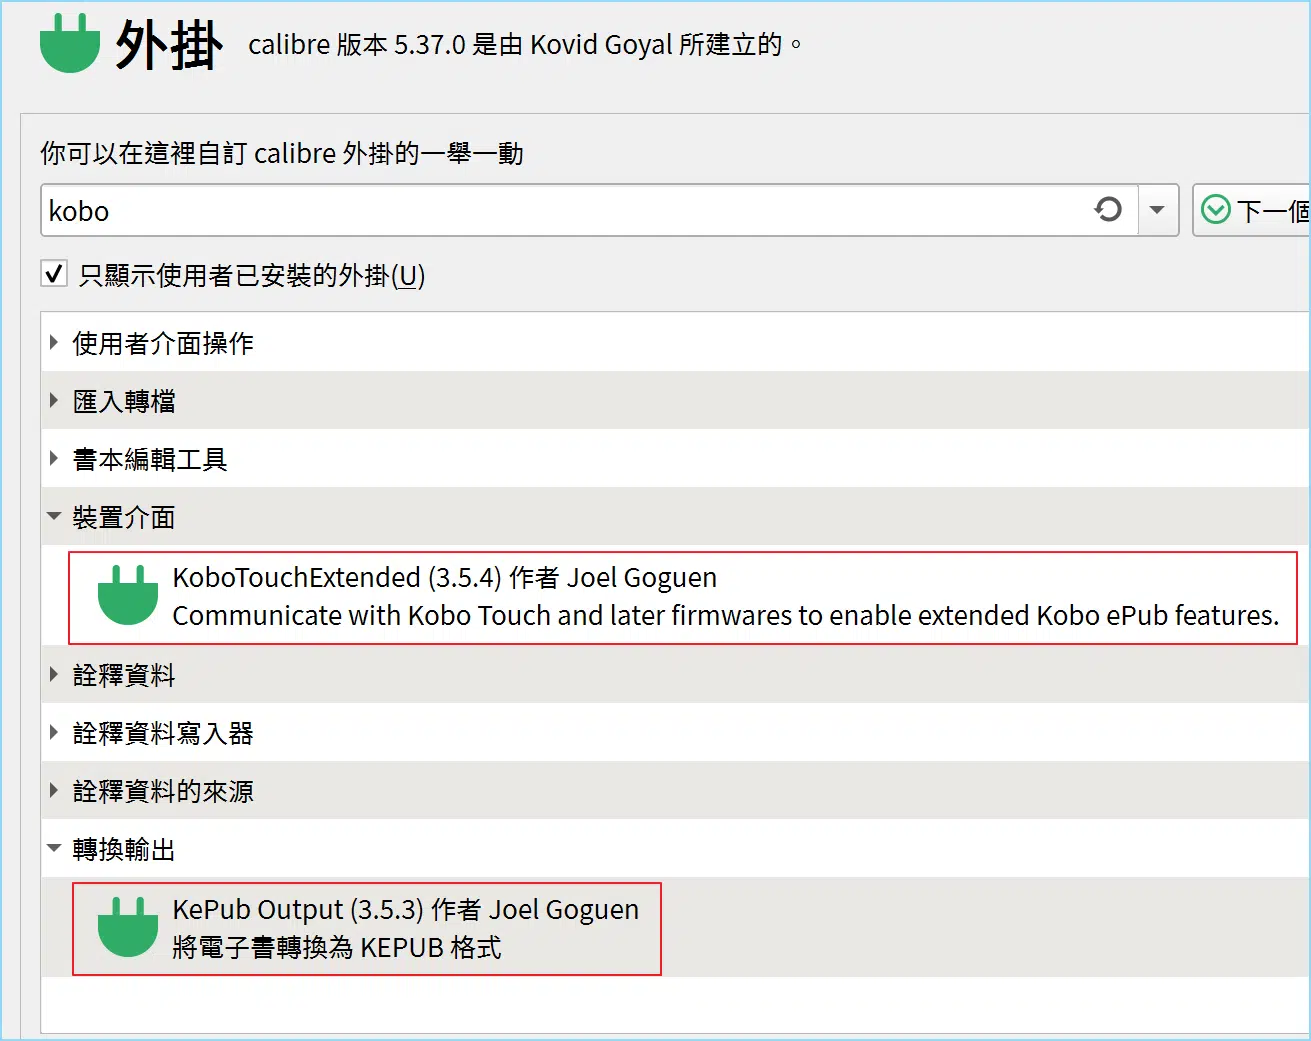 外掛 calibre 版本 5.37.0 是由 Kovid Goyal 所建立的。
你可以在這裡自訂 calibre 外掛的一舉一動
kobo
下一個
只顯示使用者已安裝的外掛(U)
使用者介面操作
匯入轉檔
書本編輯工具
裝置介面
KoboTouchExtended (3.5.4) 作者 Joel Goguen
Communicate with Kobo Touch and later firmwares to enable extended Kobo ePub features.
詮釋資料
詮釋資料寫入器
詮釋資料的來源
轉換輸出
KePub Output (3.5.3) 作者 Joel Goguen
將電子書轉換為 KEPUB 格式